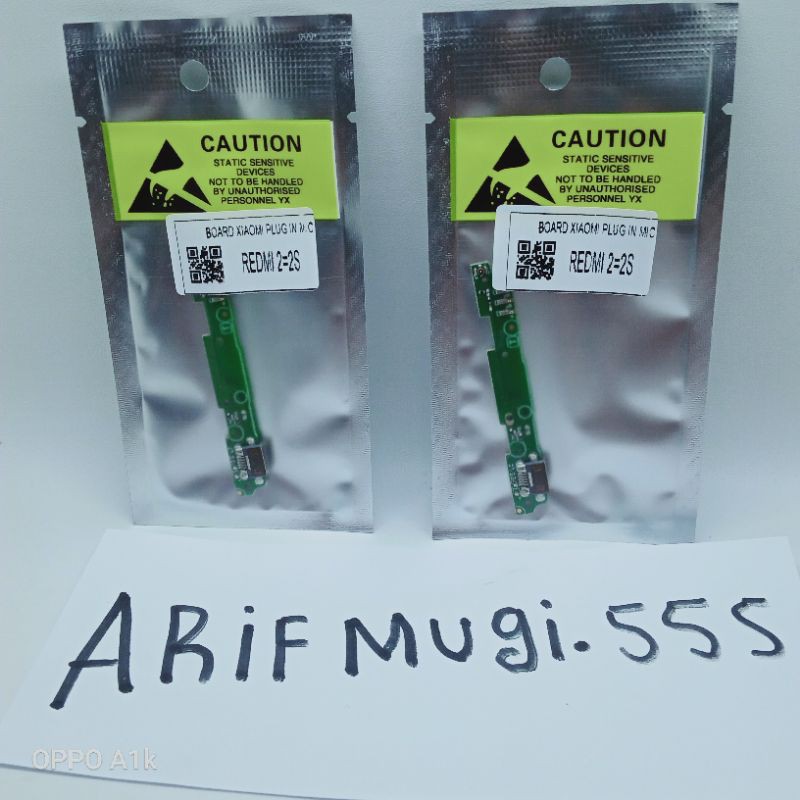 CAUTION
STATIC SENSITIVE
DEVICES
NOT TO BE HANDLED
BY UNAUTHORISED
PERSONNEL YX
BOARD XIAOMI PLUG IN MIC
REDMI 2=2S
CAUTION
STATIC SENSITIVE
DEVICES
NOT TO BE HANDLED
BY UNAUTHORISED
PERSONNEL YX
BOARD XIAOMI PLUG IN MIC
REDMI 2=2S
ARiF MUgi.555
OPPO A1k